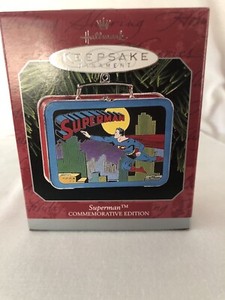 Hallmark
KEEPSAKE
ORNAMENT
SUPERMAN
Superman™
COMMEMORATIVE EDITION